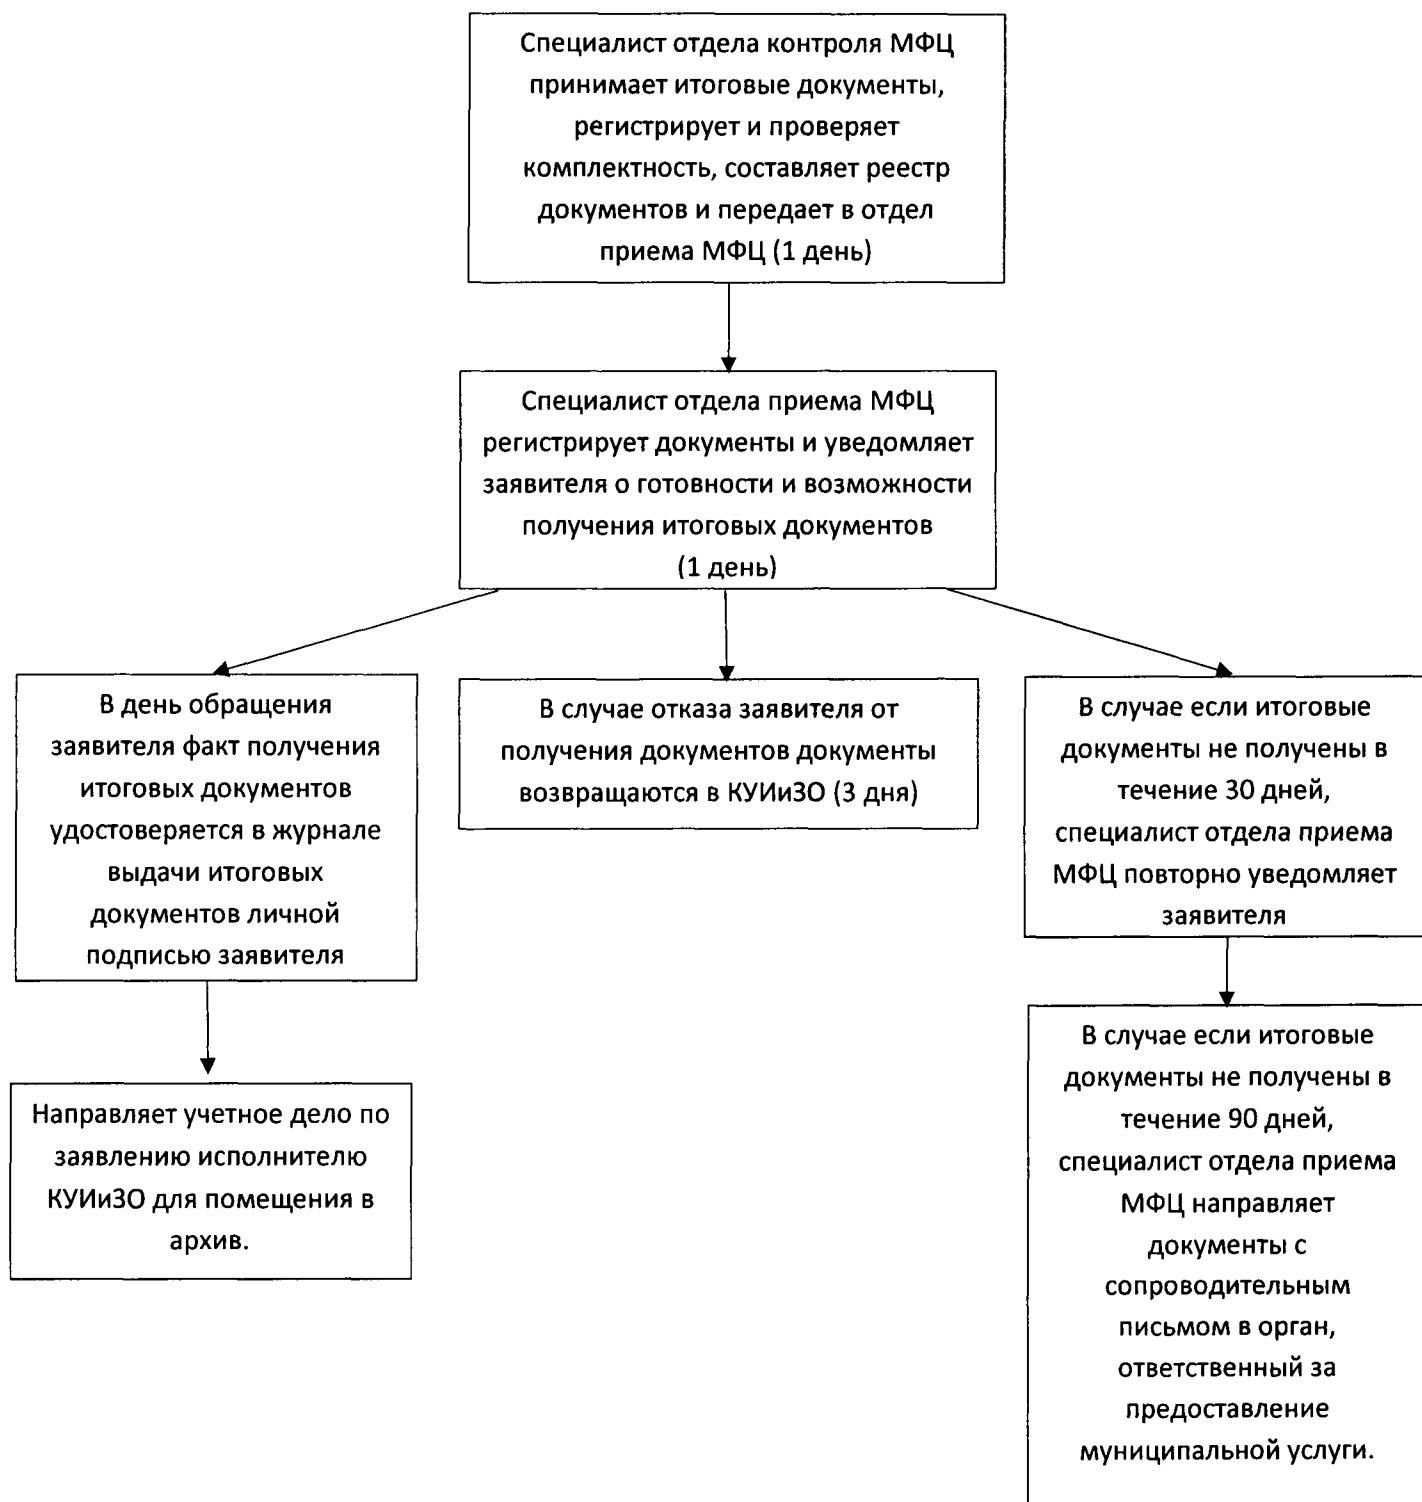 Специалист отдела контроля МФЦ
принимает итоговые документы,
регистрирует и проверяет
комплектность, составляет реестр
документов и передает в отдел
приема МФЦ (1 день)
Специалист отдела приема МФЦ
регистрирует документы и уведомляет
заявителя о готовности и возможности
получения итоговых документов
(1 день)
В день обращения
заявителя факт получения
итоговых документов
удостоверяется в журнале
выдачи итоговых
документов личной
подписью заявителя
Направляет учетное дело по
заявлению исполнителю
КУИиЗО для помещения в
архив.
В случае отказа заявителя от
получения документов документы
возвращаются в КУИиЗО (3 дня)
В случае если итоговые
документы не получены в
течение 30 дней,
специалист отдела приема
МФЦ повторно уведомляет
заявителя
В случае если итоговые
документы не получены в
течение 90 дней,
специалист отдела приема
МФЦ направляет
документы с
сопроводительным
письмом в орган,
ответственный за
предоставление
муниципальной услуги.